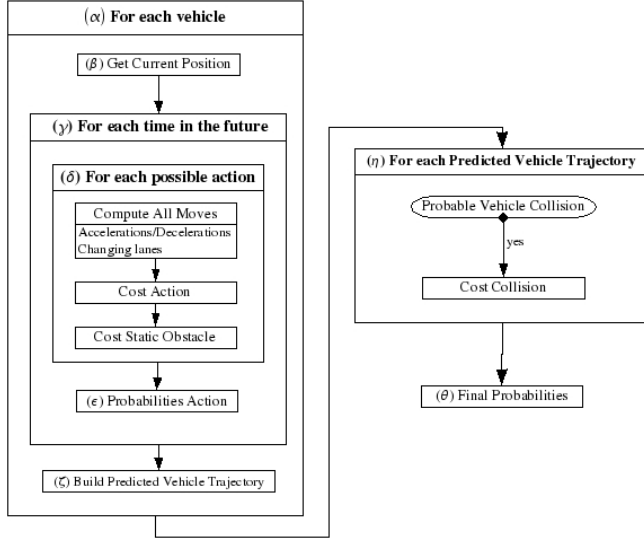 (α) For each vehicle
(β) Get Current Position
(γ) For each time in the future
(δ) For each possible action
Compute All Moves
Accelerations/Decelerations
Changing lanes
Cost Action
Cost Static Obstacle
(ϵ) Probabilities Action
(ζ) Build Predicted Vehicle Trajectory
(η) For each Predicted Vehicle Trajectory
Probable Vehicle Collision
yes
Cost Collision
(θ) Final Probabilities